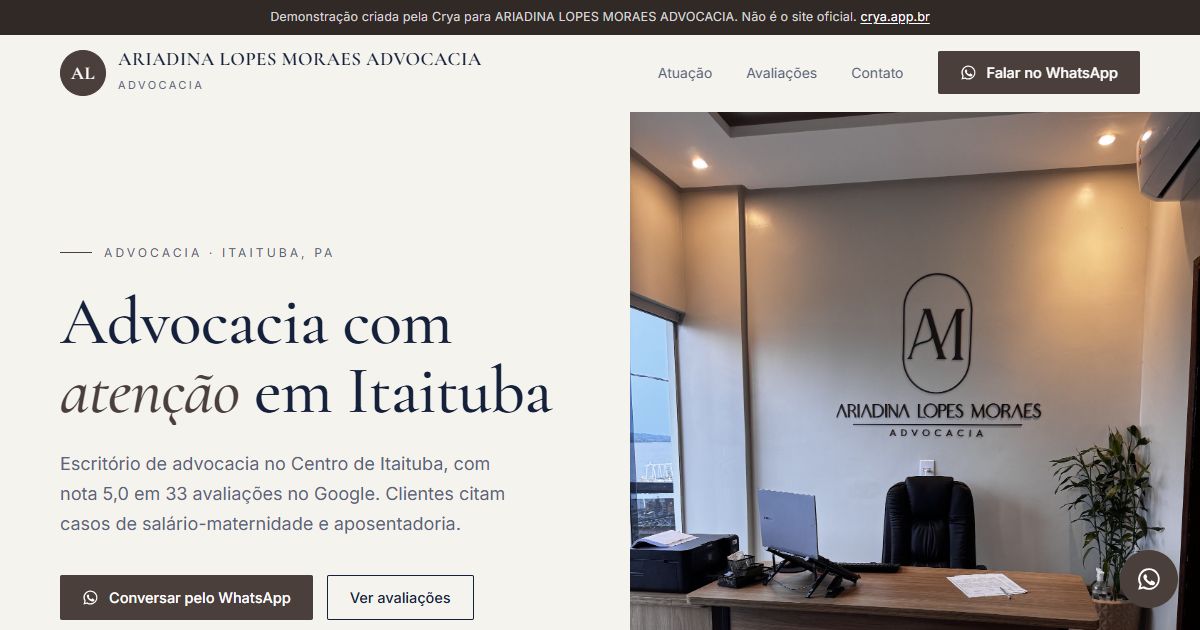 Demonstração criada pela Crya para ARIADINA LOPES MORAES ADVOCACIA. Não é o site oficial. crya.app.br
AL
ARIADINA LOPES MORAES ADVOCACIA
ADVOCACIA
Atuação
Avaliações
Contato
Falar no WhatsApp
ADVOCACIA · ITAITUBA, PA
Advocacia com
atenção em Itaituba
Escritório de advocacia no Centro de Itaituba, com
nota 5,0 em 33 avaliações no Google. Clientes citam
casos de salário-maternidade e aposentadoria.
Conversar pelo WhatsApp
Ver avaliações
AM
ARIADINA LOPES MORAES
ADVOCACIA